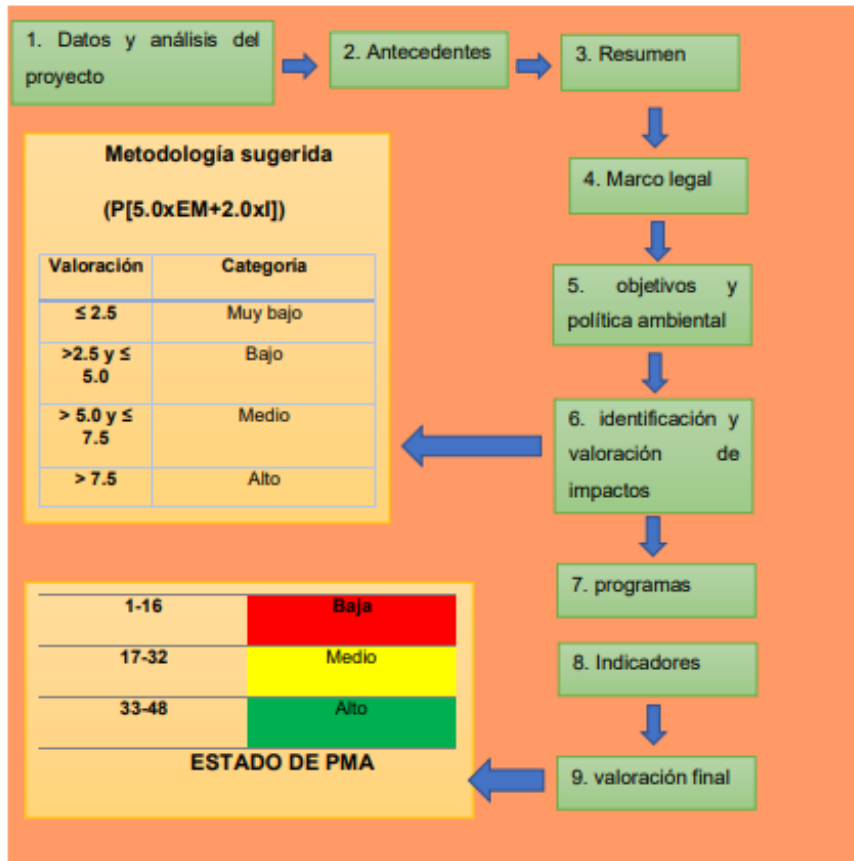 1. Datos y análisis del
proyecto
2. Antecedentes
3. Resumen
4. Marco legal
5. objetivos y
política ambiental
6. identificación y
valoración de
impactos
Metodología sugerida
(P[5.0xEM+2.0xI])
Valoración Categoría
≤ 2.5 Muy bajo
>2.5 y ≤ Bajo
5.0
> 5.0 y ≤ Medio
7.5
> 7.5 Alto
7. programas
8. Indicadores
9. valoración final
1-16 Baja
17-32 Medio
33-48 Alto
ESTADO DE PMA